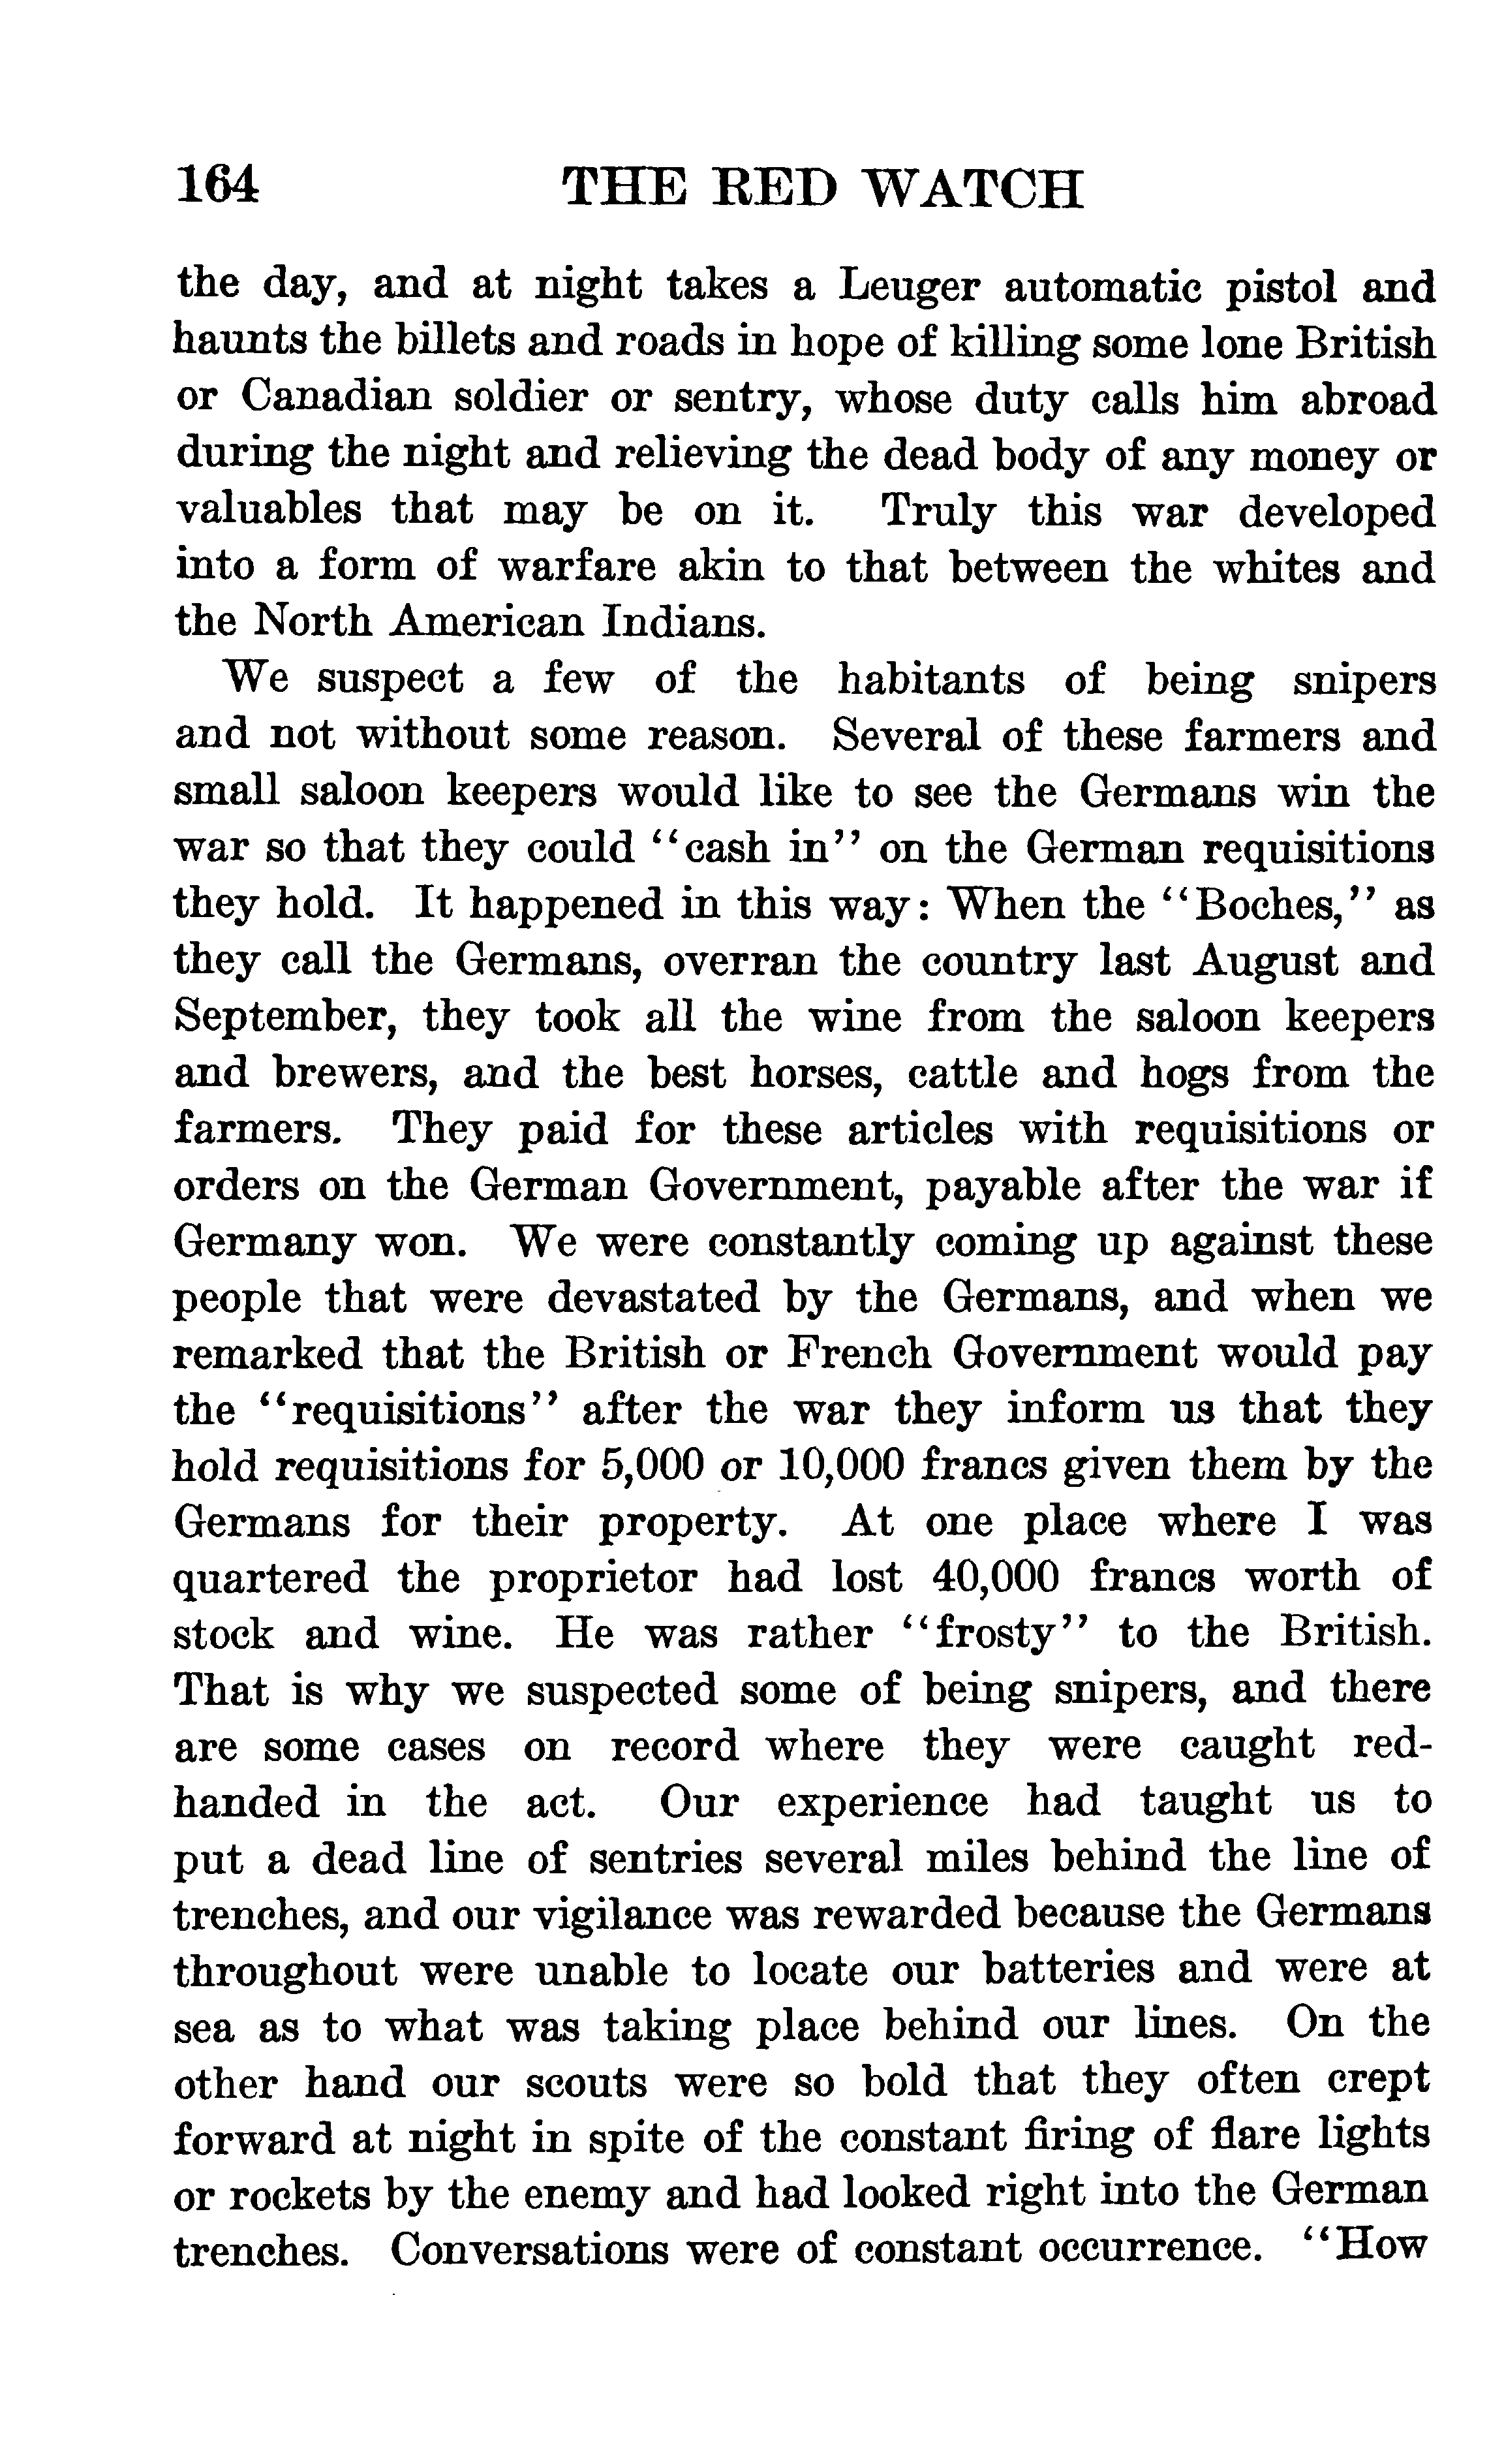 164 THE RED WATCH
the day, and at night takes a Leuger automatic pistol and
haunts the billets and roads in hope of killing some lone British
or Canadian soldier or sentry, whose duty calls him abroad
during the night and relieving the dead body of any money or
valuables that may be on it. Truly this war developed
into a form of warfare akin to that between the whites and
the North American Indians.
We suspect a few of the habitants of being snipers
and not without some reason. Several of these farmers and
small saloon keepers would like to see the Germans win the
war so that they could "cash in" on the German requisitions
they hold. It happened in this way: When the "Boches," as
they call the Germans, overran the country last August and
September, they took all the wine from the saloon keepers
and brewers, and the best horses, cattle and hogs from the
farmers. They paid for these articles with requisitions or
orders on the German Government, payable after the war if
Germany won. We were constantly coming up against these
people that were devastated by the Germans, and when we
remarked that the British or French Government would pay
the "requisitions" after the war they inform us that they
hold requisitions for 5,000 or 10,000 francs given them by the
Germans for their property. At one place where I was
quartered the proprietor had lost 40,000 francs worth of
stock and wine. He was rather "frosty" to the British.
That is why we suspected some of being snipers, and there
are some cases on record where they were caught red-
handed in the act. Our experience had taught us to
put a dead line of sentries several miles behind the line of
trenches, and our vigilance was rewarded because the Germans
throughout were unable to locate our batteries and were at
sea as to what was taking place behind our lines. On the
other hand our scouts were so bold that they often crept
forward at night in spite of the constant firing of flare lights
or rockets by the enemy and had looked right into the German
trenches. Conversations were of constant occurrence. "How